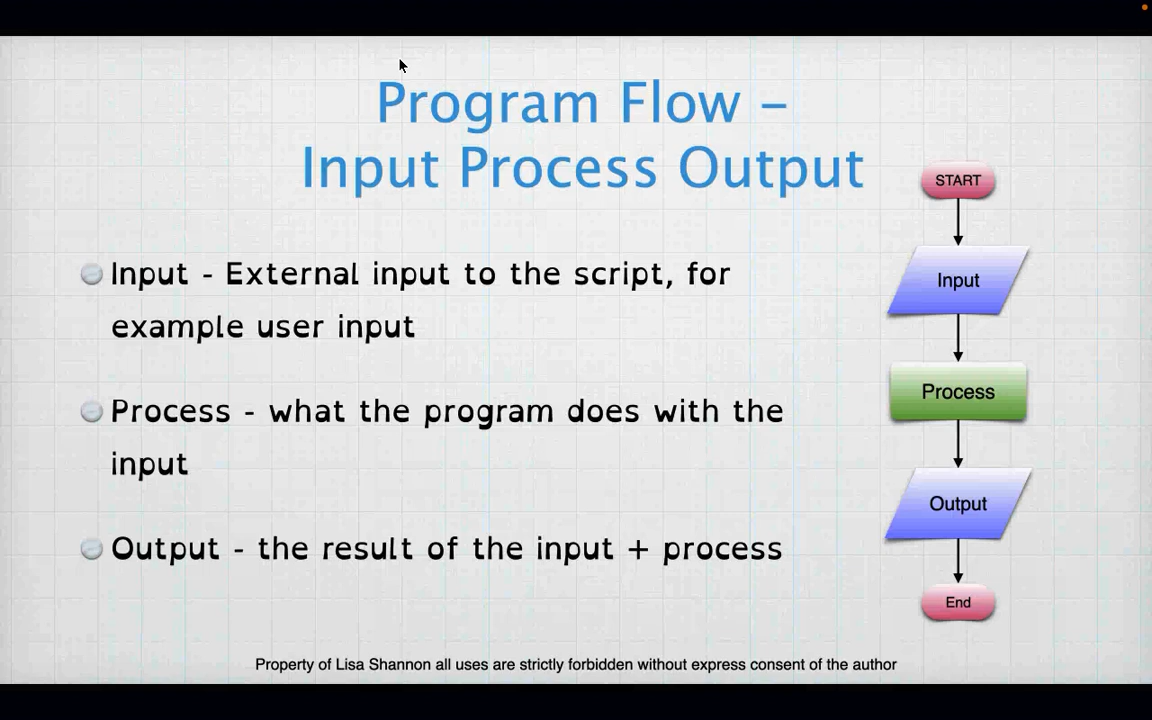 Program Flow –
Input Process Output
Input - External input to the script, for
example user input
Process - what the program does with the
input
Output - the result of the input + process
START
Input
Process
Output
End
Property of Lisa Shannon all uses are strictly forbidden without express consent of the author